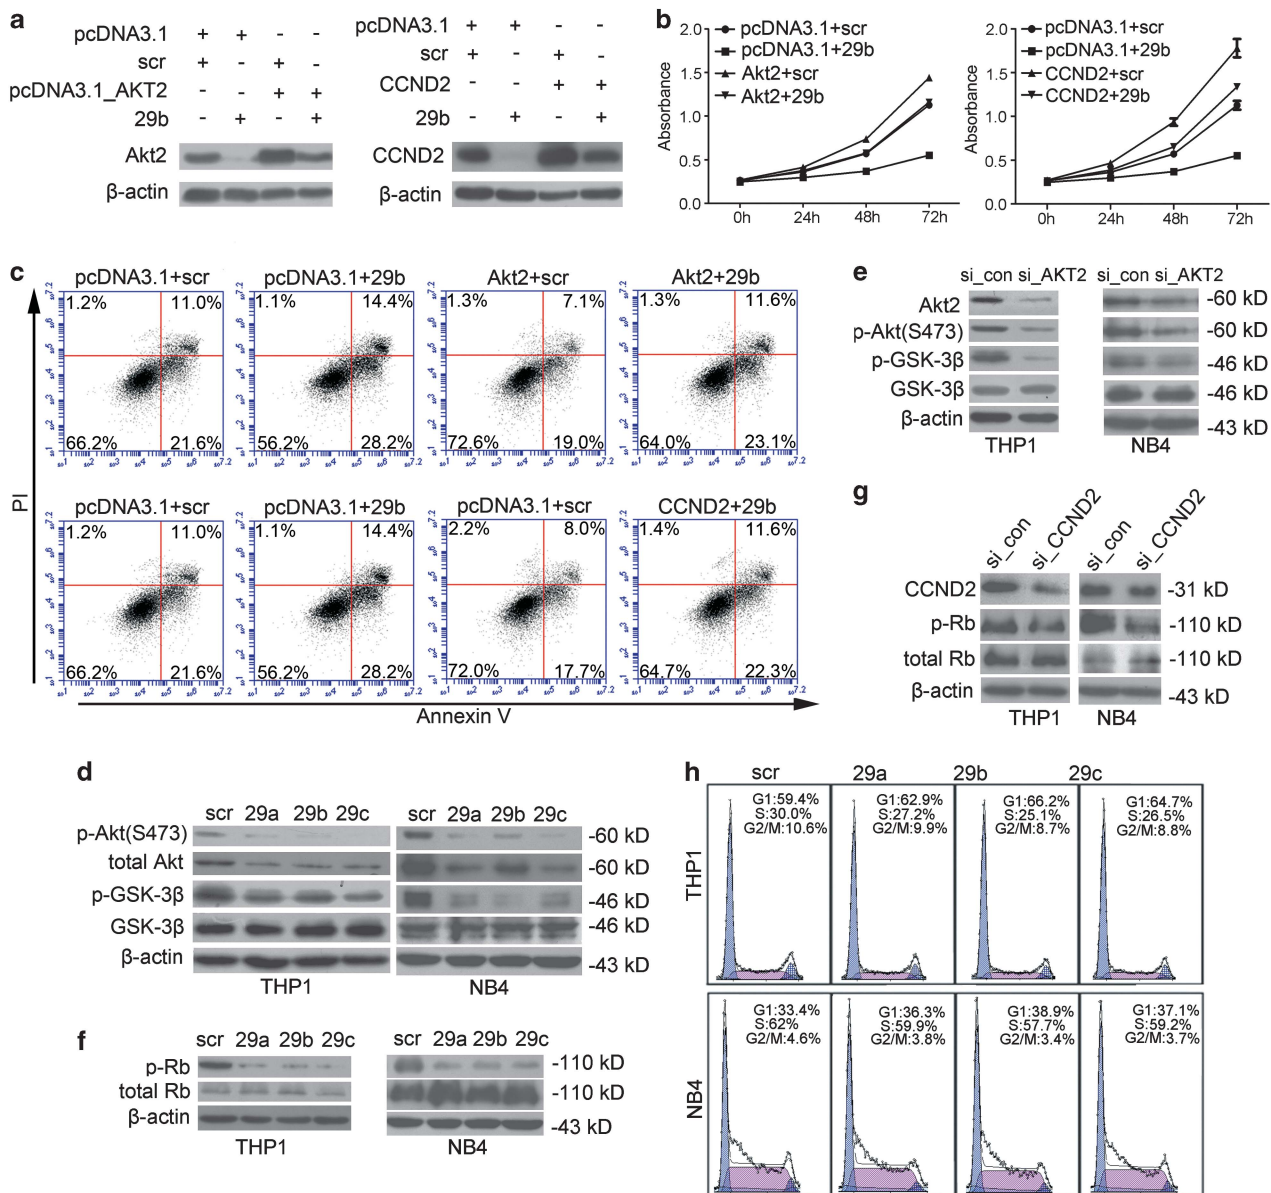 a
pcDNA3.1 + + - -
scr + - + -
pcDNA3.1_AKT2 - - + +
29b - + - +
Akt2
β-actin
pcDNA3.1 + + - -
scr + - + -
CCND2 - - + +
29b - + - +
CCND2
β-actin
b
Absorbance
2.0
1.5
1.0
0.5
0.0
0h 24h 48h 72h
pcDNA3.1+scr
pcDNA3.1+29b
Akt2+scr
Akt2+29b
Absorbance
2.0
1.5
1.0
0.5
0.0
0h 24h 48h 72h
pcDNA3.1+scr
pcDNA3.1+29b
CCND2+scr
CCND2+29b
c
PI
pcDNA3.1+scr pcDNA3.1+29b Akt2+scr Akt2+29b
1.2% 11.0% 1.1% 14.4% 1.3% 7.1% 1.3% 11.6%
66.2% 21.6% 56.2% 28.2% 72.6% 19.0% 64.0% 23.1%
pcDNA3.1+scr pcDNA3.1+29b pcDNA3.1+scr CCND2+29b
1.2% 11.0% 1.1% 14.4% 2.2% 8.0% 1.4% 11.6%
66.2% 21.6% 56.2% 28.2% 72.0% 17.7% 64.7% 22.3%
Annexin V
d
scr 29a 29b 29c scr 29a 29b 29c
p-Akt(S473) -60 kD
total Akt -60 kD
p-GSK-3β -46 kD
GSK-3β -46 kD
β-actin -43 kD
THP1 NB4
e
si_con si_AKT2 si_con si_AKT2
Akt2 -60 kD
p-Akt(S473) -60 kD
p-GSK-3β -46 kD
GSK-3β -46 kD
β-actin -43 kD
THP1 NB4
f
scr 29a 29b 29c scr 29a 29b 29c
p-Rb -110 kD
total Rb -110 kD
β-actin -43 kD
THP1 NB4
g
si_con si_CCND2 si_con si_CCND2
CCND2 -31 kD
p-Rb -110 kD
total Rb -110 kD
β-actin -43 kD
THP1 NB4
h
scr 29a 29b 29c
THP1
G1:59.4% G1:62.9% G1:66.2% G1:64.7%
S:30.0% S:27.2% S:25.1% S:26.5%
G2/M:10.6% G2/M:9.9% G2/M:8.7% G2/M:8.8%
NB4
G1:33.4% G1:36.3% G1:38.9% G1:37.1%
S:62% S:59.9% S:57.7% S:59.2%
G2/M:4.6% G2/M:3.8% G2/M:3.4% G2/M:3.7%